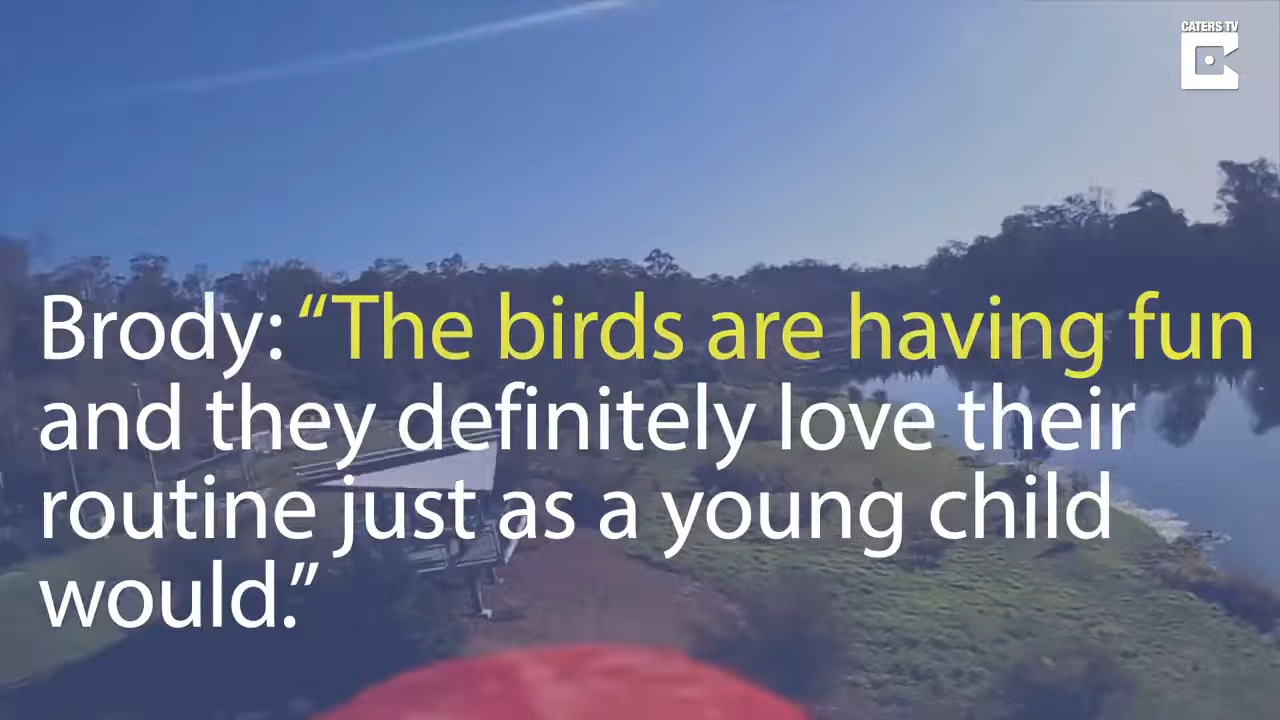 CATERS TV
Brody: “The birds are having fun
and they definitely love their
routine just as a young child
would.”